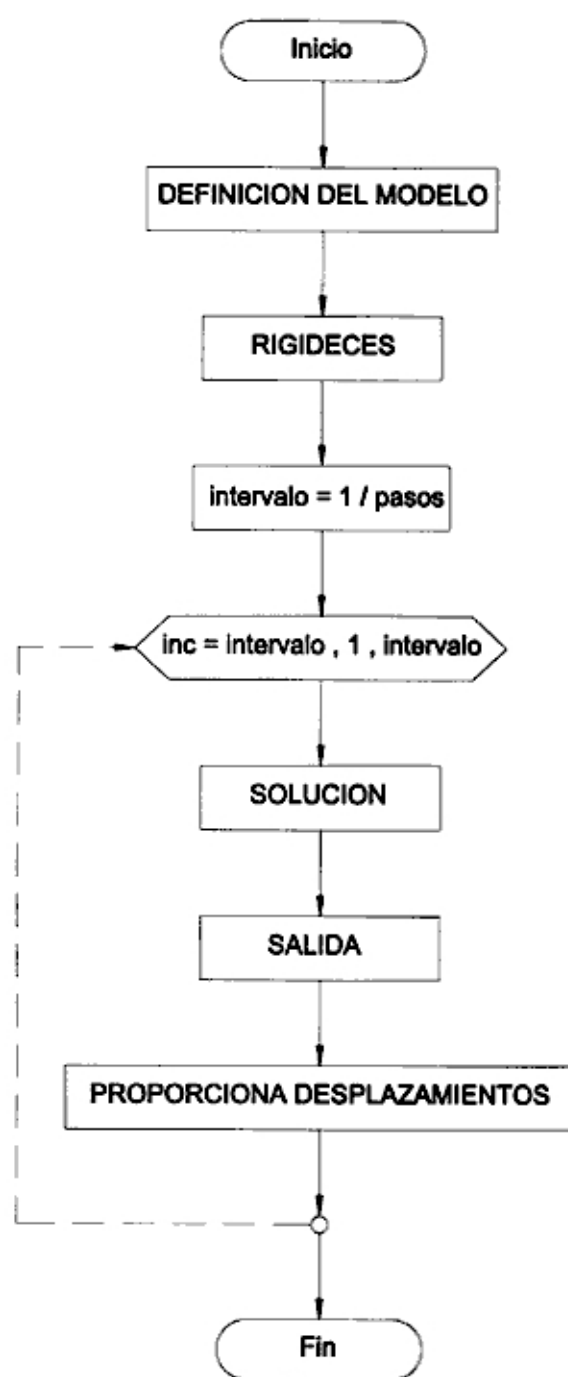 Inicio
DEFINICION DEL MODELO
RIGIDECES
intervalo = 1 / pasos
inc = intervalo , 1 , intervalo
SOLUCION
SALIDA
PROPORCIONA DESPLAZAMIENTOS
Fin